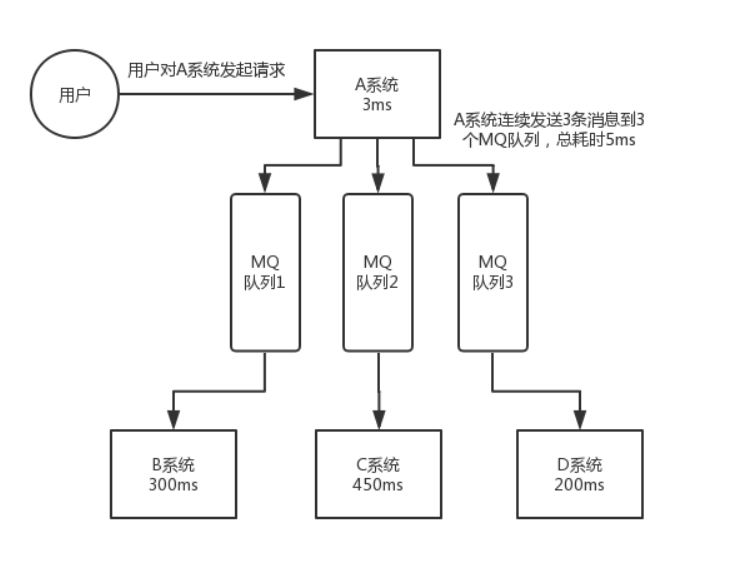 用户
用户对A系统发起请求
A系统
3ms
A系统连续发送3条消息到3
个MQ队列，总耗时5ms
MQ
队列1
MQ
队列2
MQ
队列3
B系统
300ms
C系统
450ms
D系统
200ms